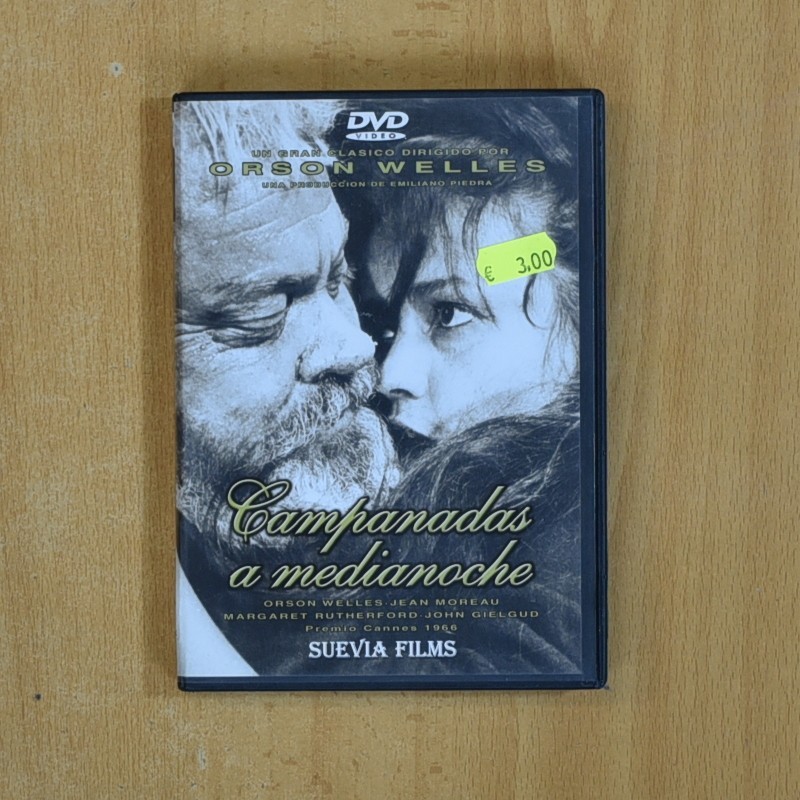 DVD
VIDEO
UN GRAN CLASICO DIRIGIDO POR
ORSON WELLES
UNA PRODUCCION DE EMILIANO PIEDRA
€ 3,00
Campanadas
a medianoche
ORSON WELLES-JEAN MOREAU
MARGARET RUTHERFORD-JOHN GIELGUD
Premio Cannes 1966
SUEVIA FILMS